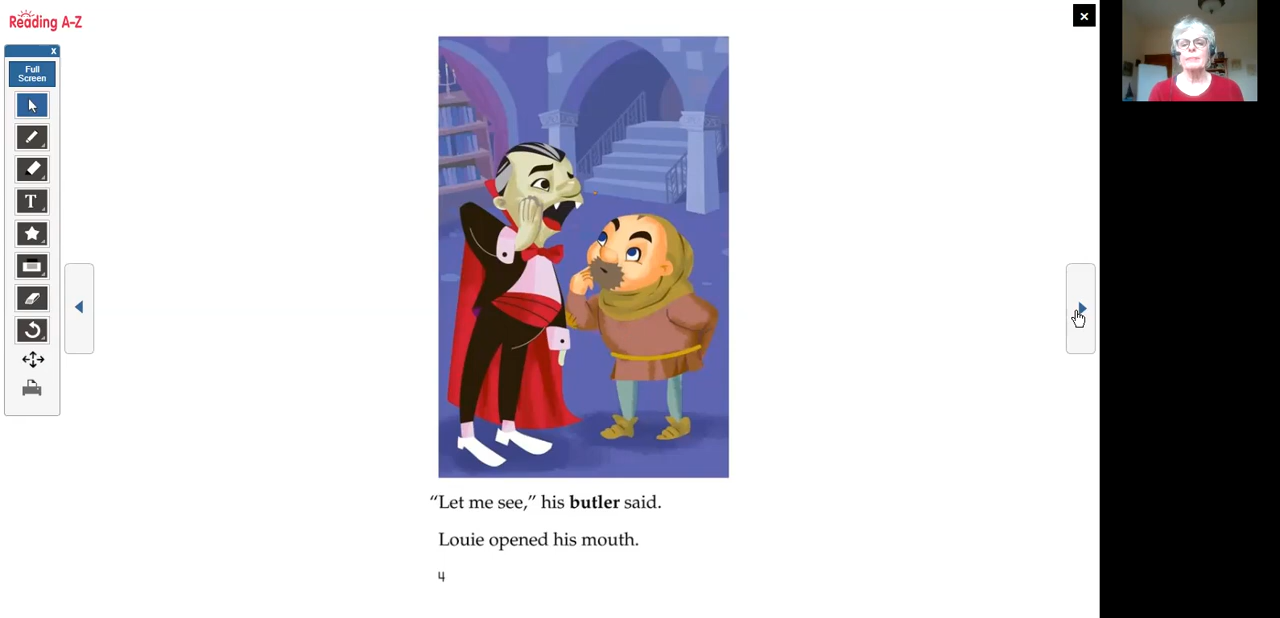 Reading A-Z
x
Full
Screen
T
“Let me see,” his butler said.
Louie opened his mouth.
4